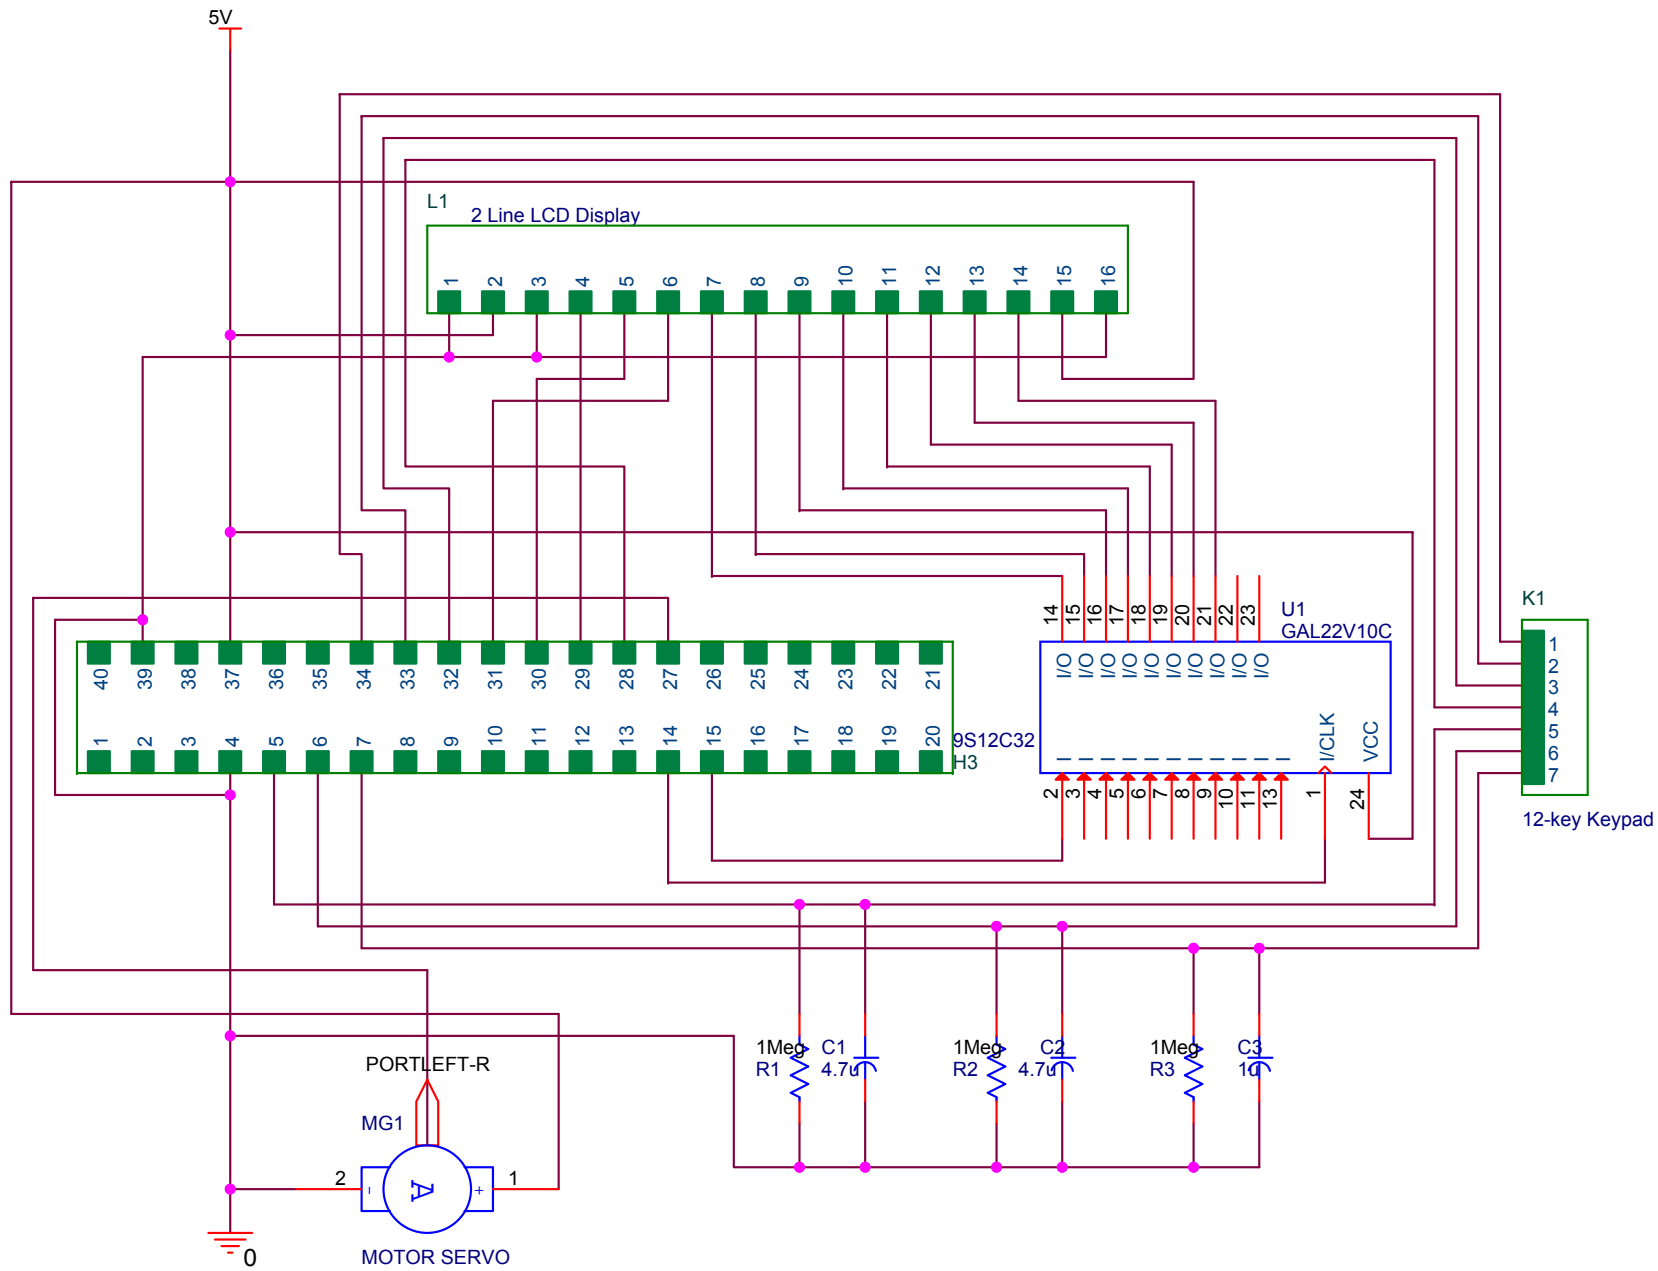 5V
L1
2 Line LCD Display
1 2 3 4 5 6 7 8 9 10 11 12 13 14 15 16
14 15 16 17 18 19 20 21 22 23
U1
GAL22V10C
I/O I/O I/O I/O I/O I/O I/O I/O I/O I/O
I/CLK
VCC
I I I I I I I I I I I
2 3 4 5 6 7 8 9 10 11 13
1
24
K1
1
2
3
4
5
6
7
12-key Keypad
40 39 38 37 36 35 34 33 32 31 30 29 28 27 26 25 24 23 22 21
1 2 3 4 5 6 7 8 9 10 11 12 13 14 15 16 17 18 19 20
9S12C32
H3
1Meg
R1
C1
4.7u
1Meg
R2
C2
4.7u
1Meg
R3
C3
1u
PORTLEFT-R
MG1
2
-
A
+
1
MOTOR SERVO
0